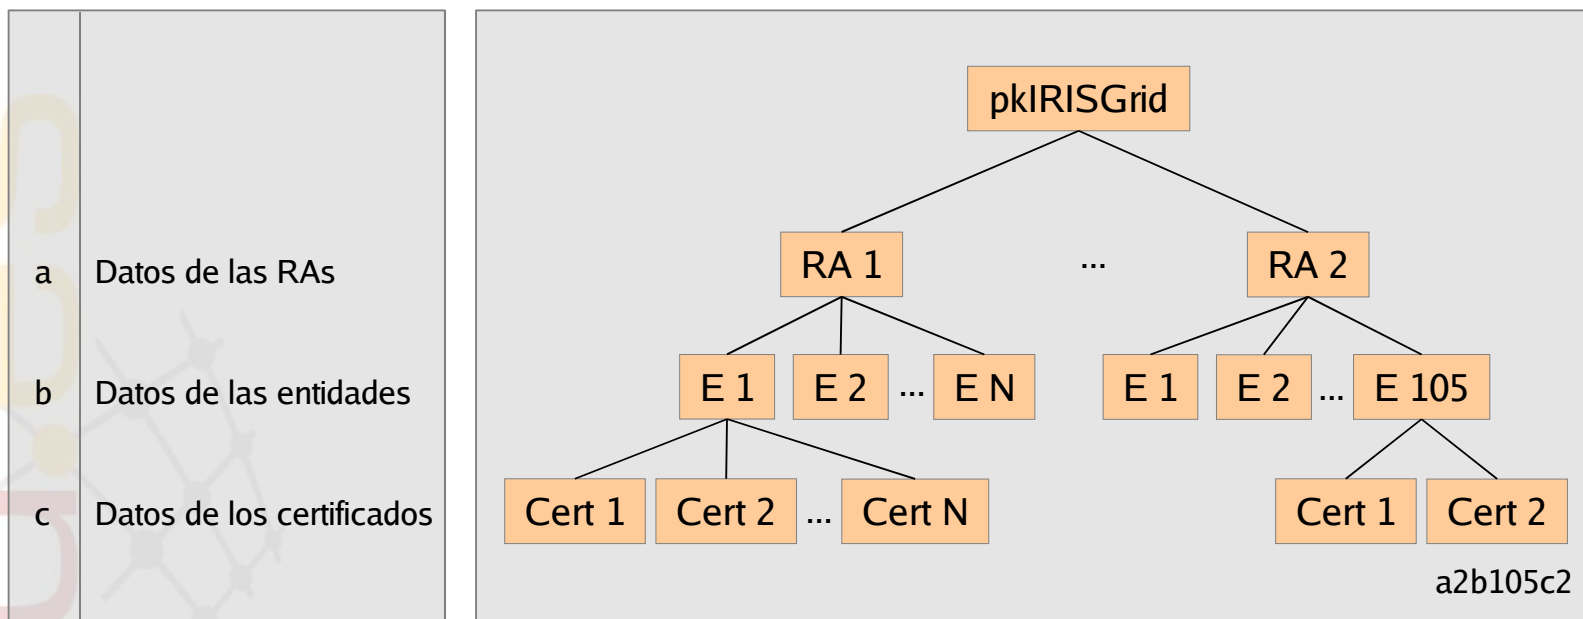 pkIRISGrid
a Datos de las RAs
RA 1 ... RA 2
b Datos de las entidades
E 1 E 2 ... E N E 1 E 2 ... E 105
c Datos de los certificados
Cert 1 Cert 2 ... Cert N Cert 1 Cert 2
a2b105c2